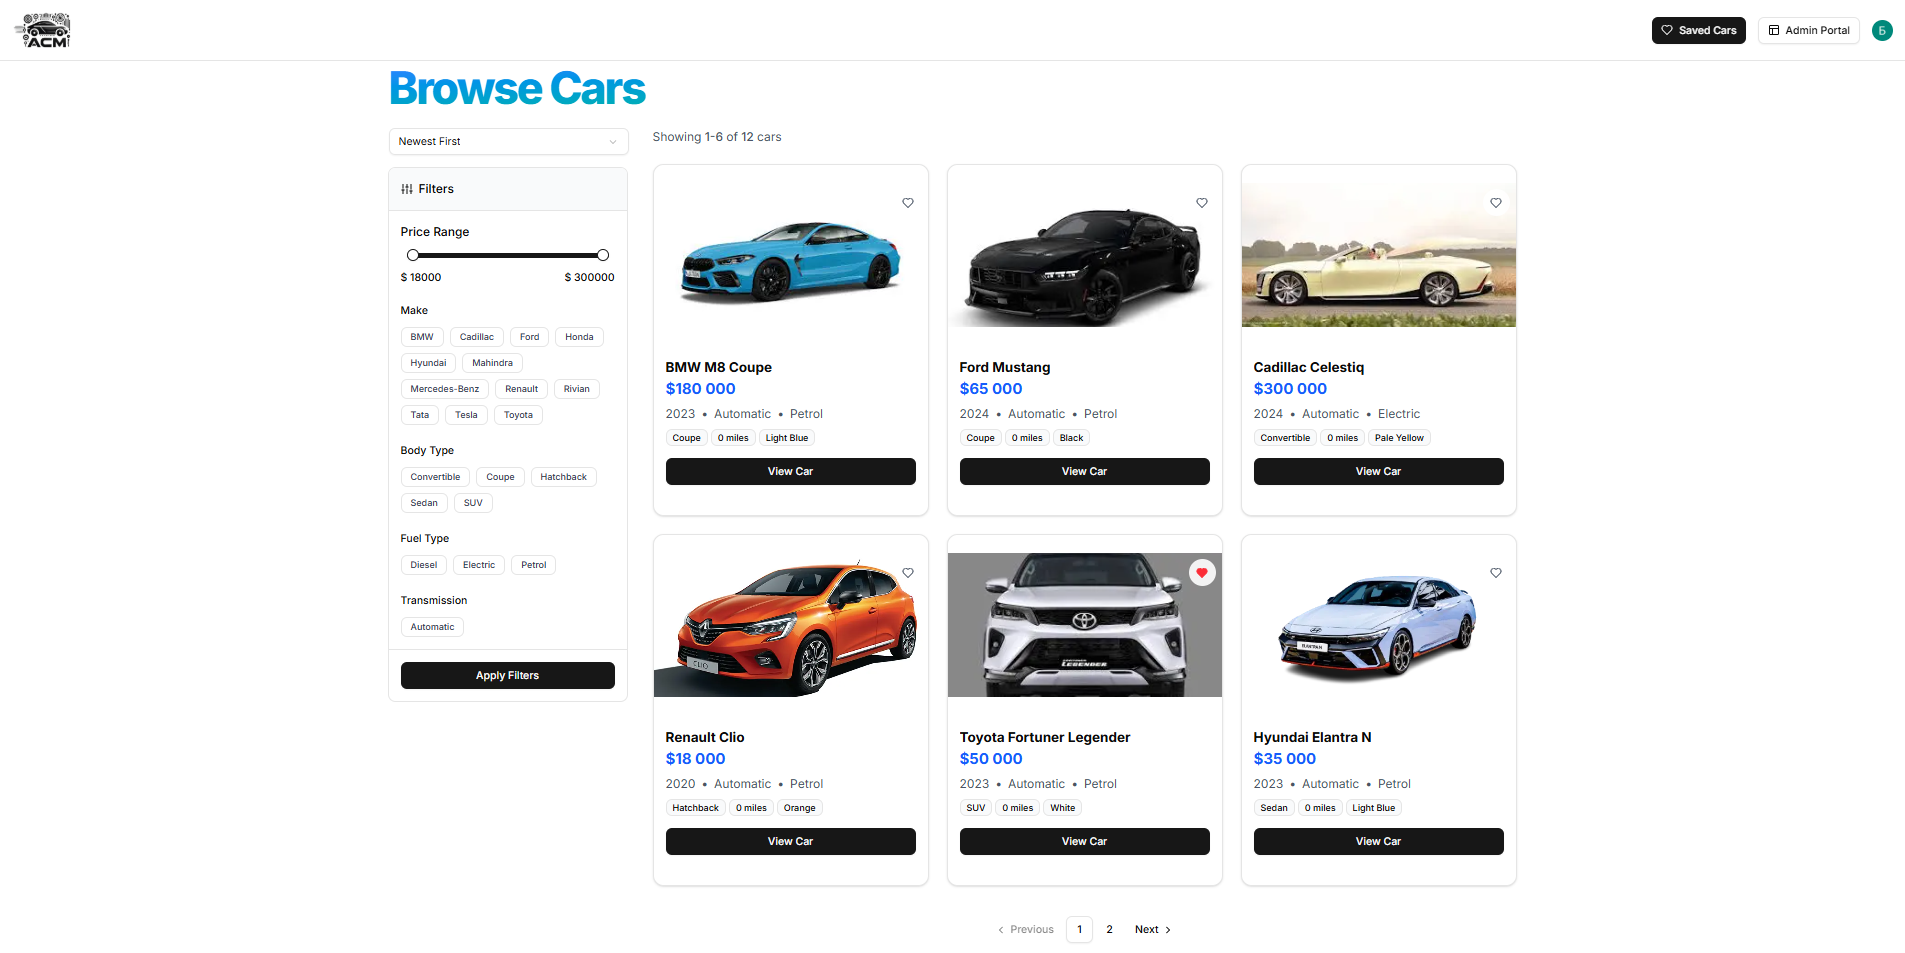 ACM
Saved Cars
Admin Portal
Б
Browse Cars
Newest First
Showing 1-6 of 12 cars
Filters
Price Range
$ 18000 $ 300000
Make
BMW Cadillac Ford Honda
Hyundai Mahindra
Mercedes-Benz Renault Rivian
Tata Tesla Toyota
Body Type
Convertible Coupe Hatchback
Sedan SUV
Fuel Type
Diesel Electric Petrol
Transmission
Automatic
Apply Filters
BMW M8 Coupe
$180 000
2023 • Automatic • Petrol
Coupe 0 miles Light Blue
View Car
Ford Mustang
$65 000
2024 • Automatic • Petrol
Coupe 0 miles Black
View Car
Cadillac Celestiq
$300 000
2024 • Automatic • Electric
Convertible 0 miles Pale Yellow
View Car
CLIO
Renault Clio
$18 000
2020 • Automatic • Petrol
Hatchback 0 miles Orange
View Car
LEGENDER
Toyota Fortuner Legender
$50 000
2023 • Automatic • Petrol
SUV 0 miles White
View Car
ELANTRA N
Hyundai Elantra N
$35 000
2023 • Automatic • Petrol
Sedan 0 miles Light Blue
View Car
Previous 1 2 Next